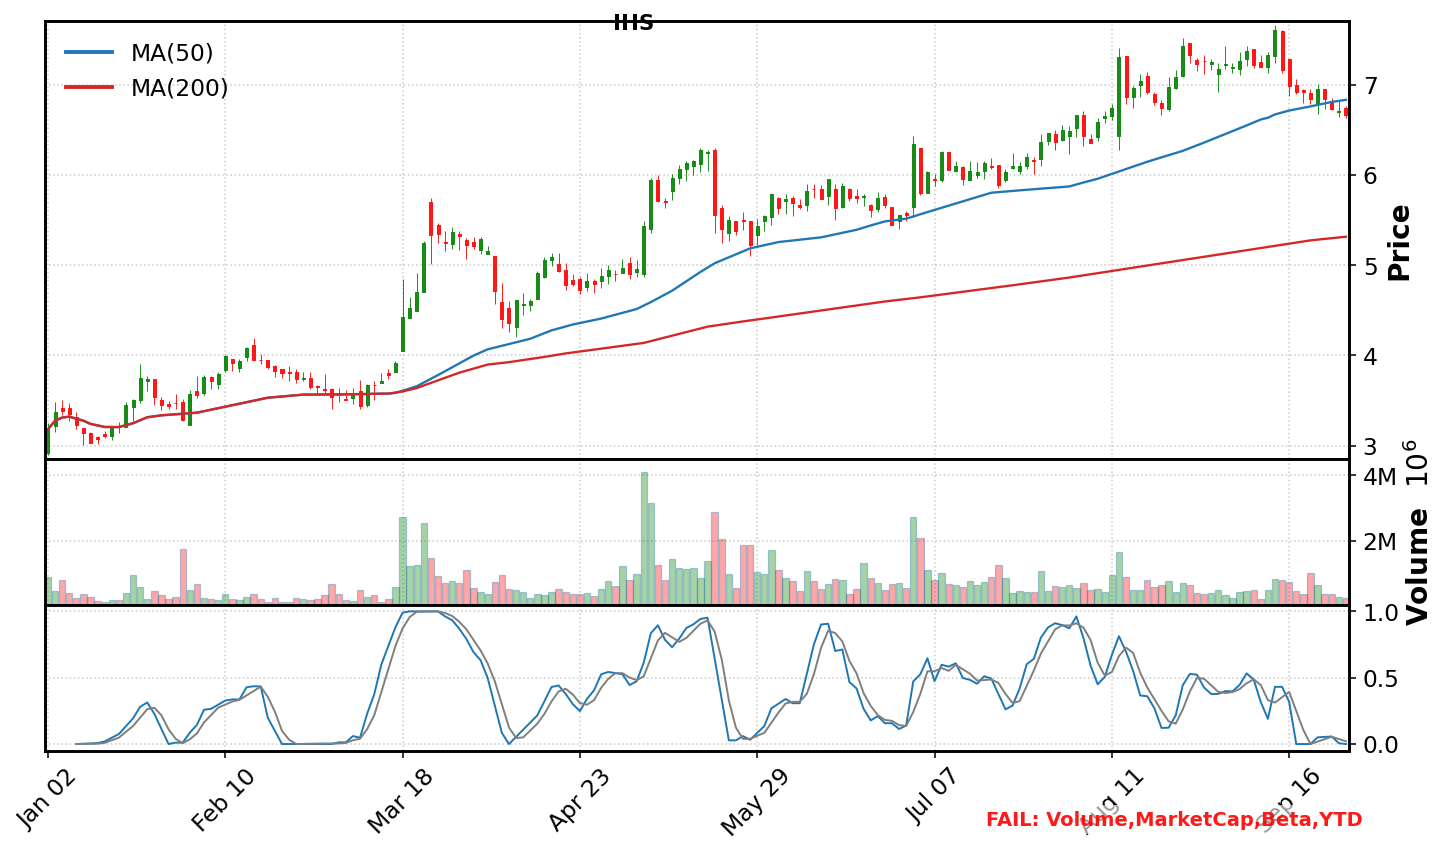 IHS
MA(50)
MA(200)
7
6
5
4
3
Price
4M
2M
Volume 10⁶
1.0
0.5
0.0
Jan 02
Feb 10
Mar 18
Apr 23
May 29
Jul 07
Aug 11
Sep 16
FAIL: Volume,MarketCap,Beta,YTD